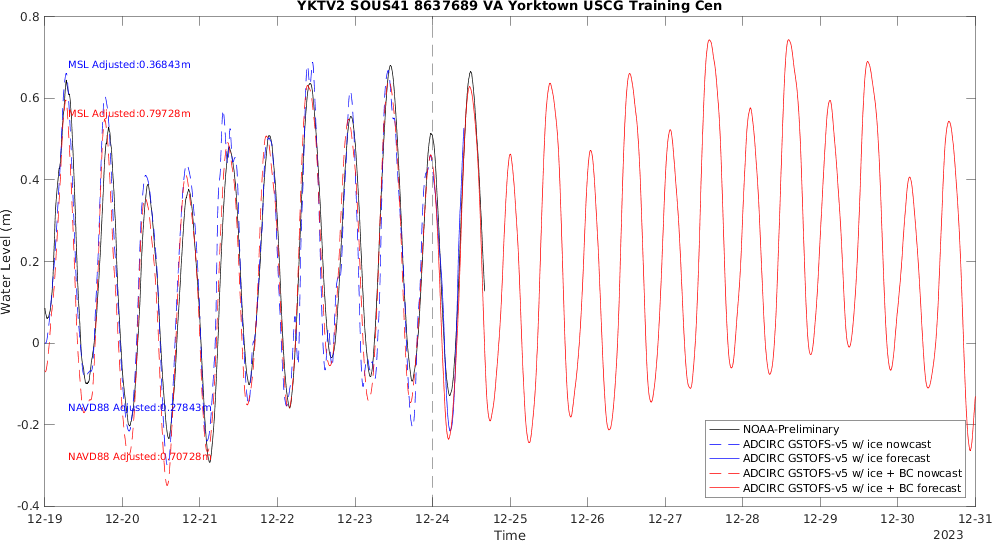 YKTV2 SOUS41 8637689 VA Yorktown USCG Training Cen
0.8
0.6
0.4
0.2
0
-0.2
-0.4
Water Level (m)
MSL Adjusted:0.36843m
MSL Adjusted:0.79728m
NAVD88 Adjusted:0.27843m
NAVD88 Adjusted:0.70728m
NOAA-Preliminary
ADCIRC GSTOFS-v5 w/ ice nowcast
ADCIRC GSTOFS-v5 w/ ice forecast
ADCIRC GSTOFS-v5 w/ ice + BC nowcast
ADCIRC GSTOFS-v5 w/ ice + BC forecast
12-19 12-20 12-21 12-22 12-23 12-24 12-25 12-26 12-27 12-28 12-29 12-30 12-31
Time
2023